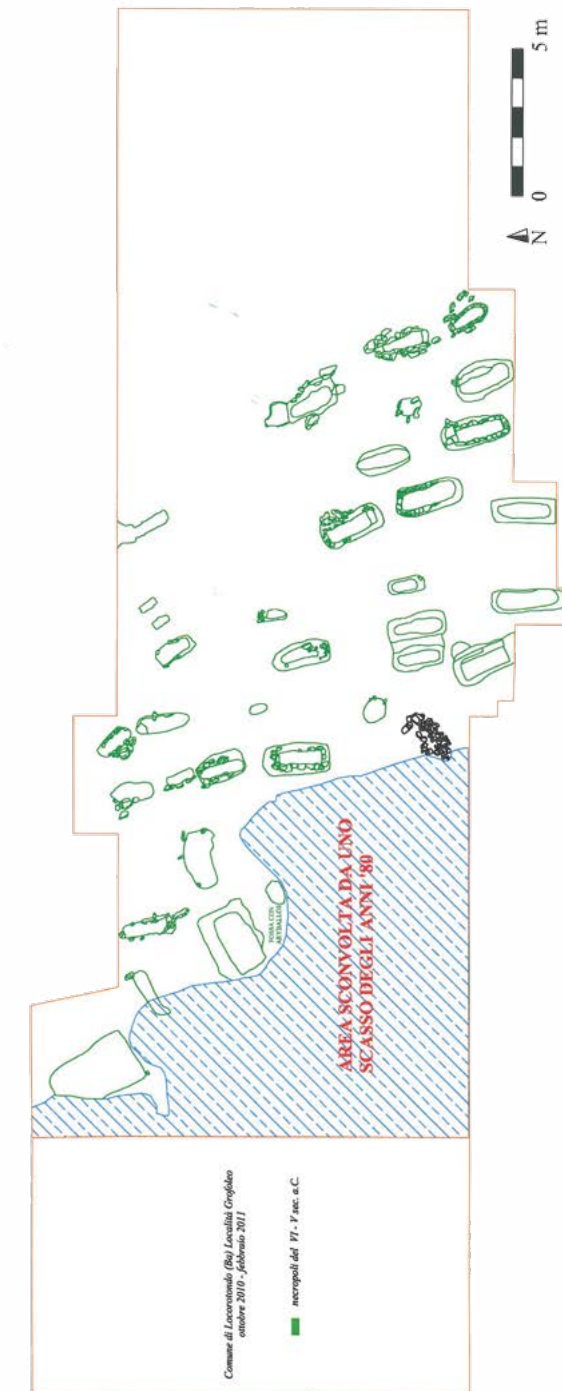 Comune di Locorotondo (Ba) Località Grofoleo
ottobre 2010 - febbraio 2011
necropoli del VI - V sec. a.C.
AREA SCONVOLTA DA UNO
SCASSO DEGLI ANNI '80
FOSSA CON
ARYBALLOS
N
0 5 m